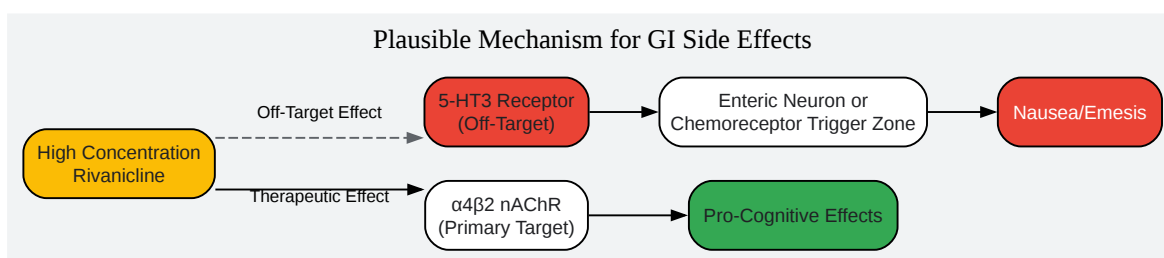 Plausible Mechanism for GI Side Effects
Off-Target Effect
5-HT3 Receptor
(Off-Target)
Enteric Neuron or
Chemoreceptor Trigger Zone
Nausea/Emesis
High Concentration
Rivanicline
Therapeutic Effect
α4β2 nAChR
(Primary Target)
Pro-Cognitive Effects